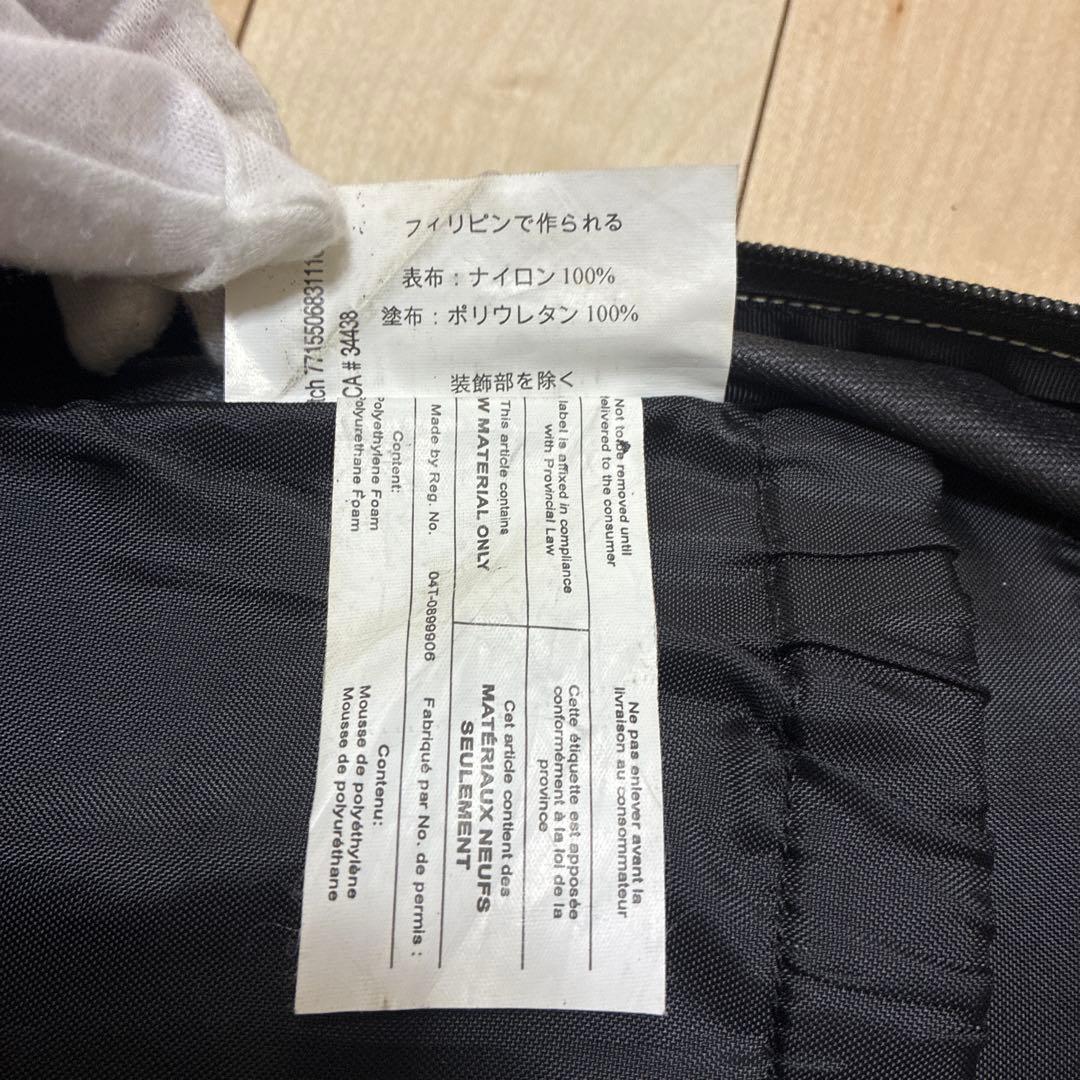 フィリピンで作られる
表布：ナイロン100%
塗布：ポリウレタン100%
装飾部を除く
CA # 34438
Not to be removed until
delivered to the consumer
label is affixed in compliance
with Provincial Law
This article contains
MATERIAL ONLY
Made by Reg. No. 04T-0899906
Content:
Polyethylene Foam
Polyurethane Foam
Ne pas enlever avant la
livraison au consommateur
Cette étiquette est apposée
conformément à la loi de la
province
Cet article contient des
MATÉRIAUX NEUFS
SEULEMENT
Fabriqué par No. de permis :
Contenu:
Mousse de polyéthylène
Mousse de polyuréthane